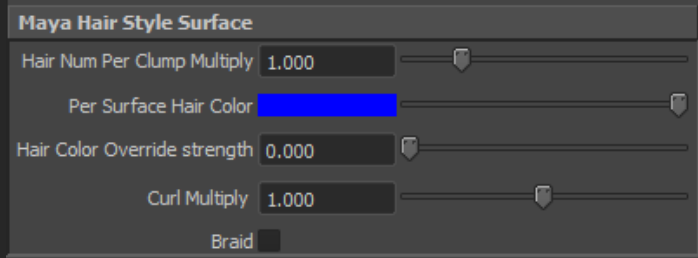 Maya Hair Style Surface
Hair Num Per Clump Multiply 1.000
Per Surface Hair Color
Hair Color Override strength 0.000
Curl Multiply 1.000
Braid